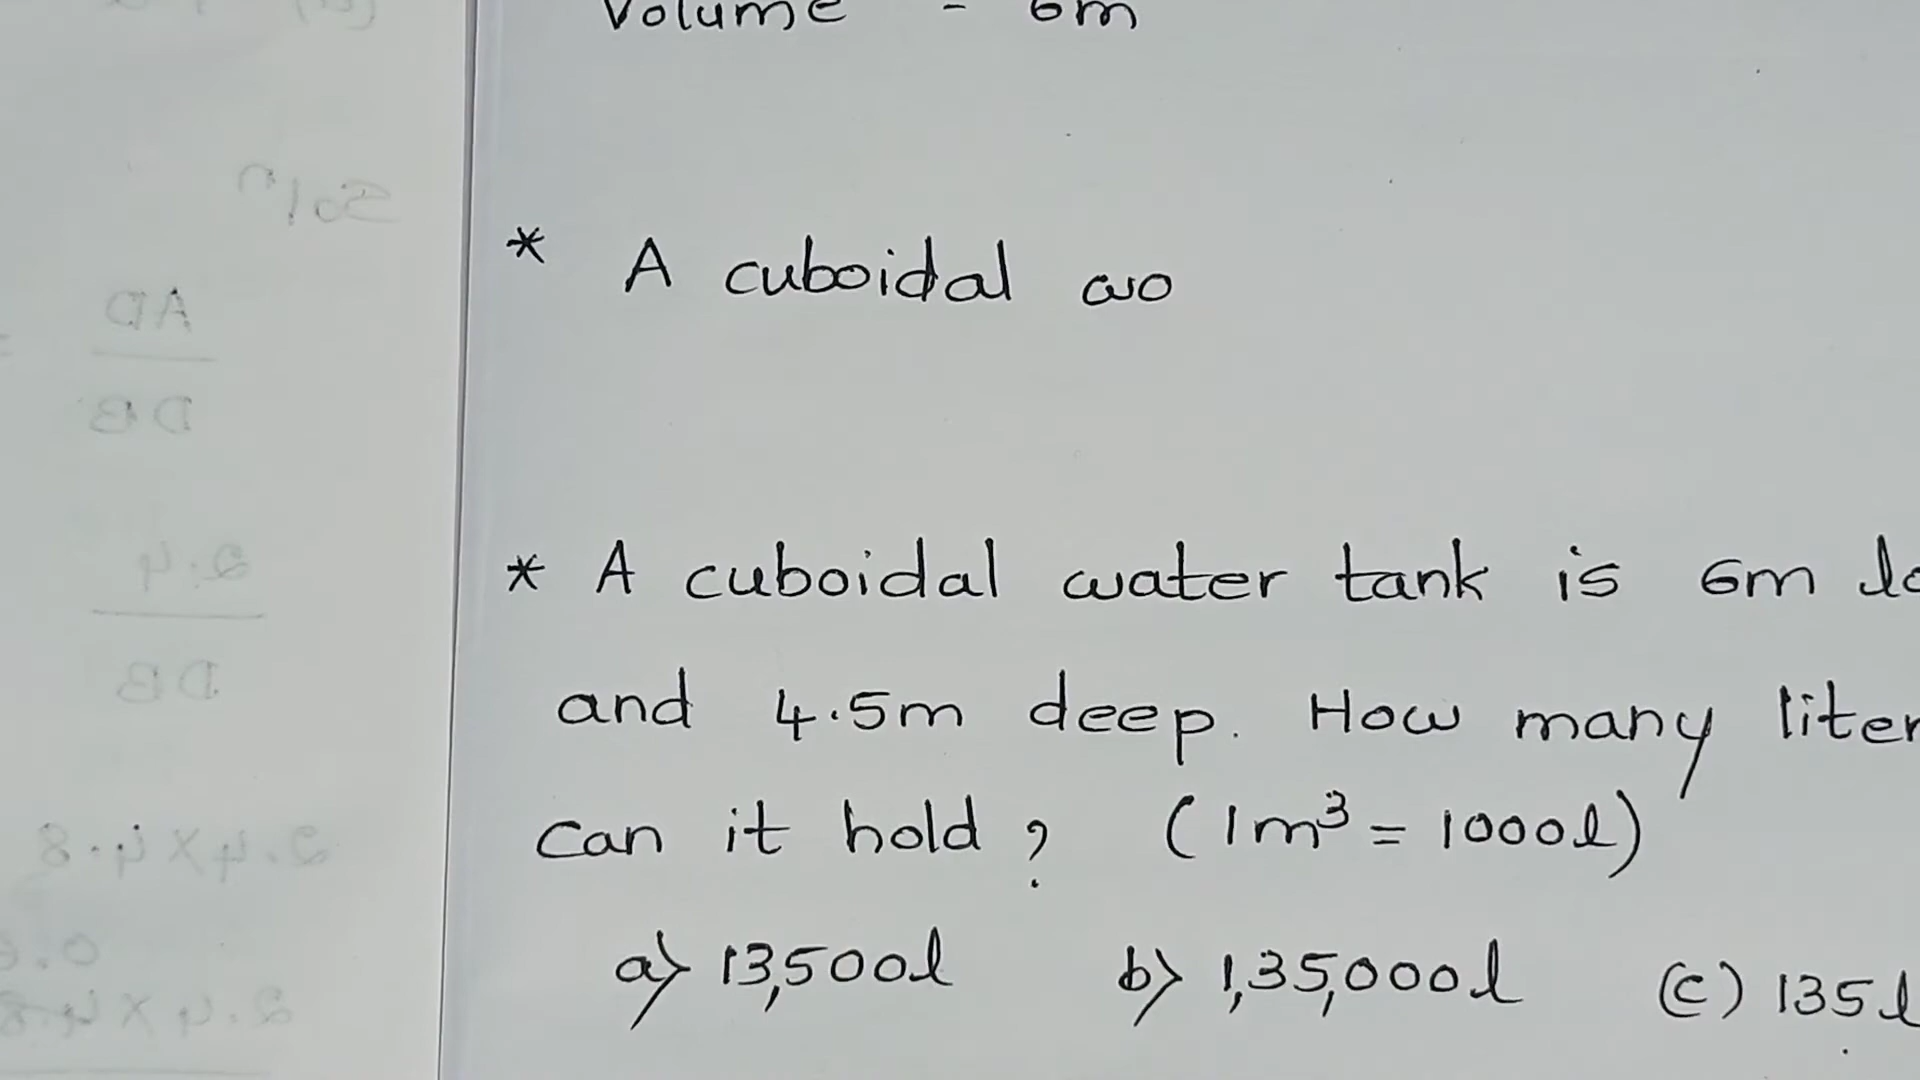 Volume - 6m
* A cuboidal wo
* A cuboidal water tank is 6m lo
and 4.5m deep. How many liter
can it hold ? (1m³ = 1000l)
a) 13,500l b) 1,35,000l (c) 135l